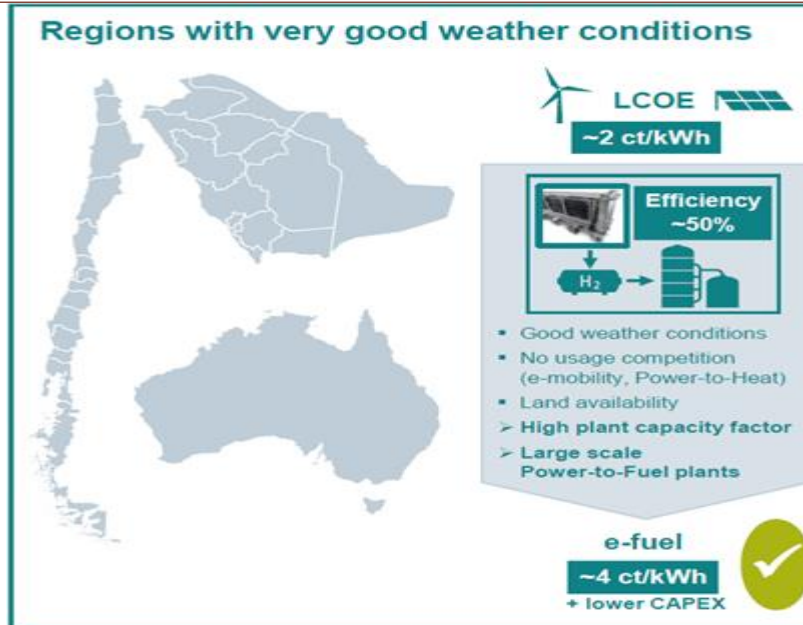 Regions with very good weather conditions
LCOE
~2 ct/kWh
Efficiency
~50%
H₂
▪ Good weather conditions
▪ No usage competition
(e-mobility, Power-to-Heat)
▪ Land availability
➢ High plant capacity factor
➢ Large scale
Power-to-Fuel plants
e-fuel
~4 ct/kWh
+ lower CAPEX